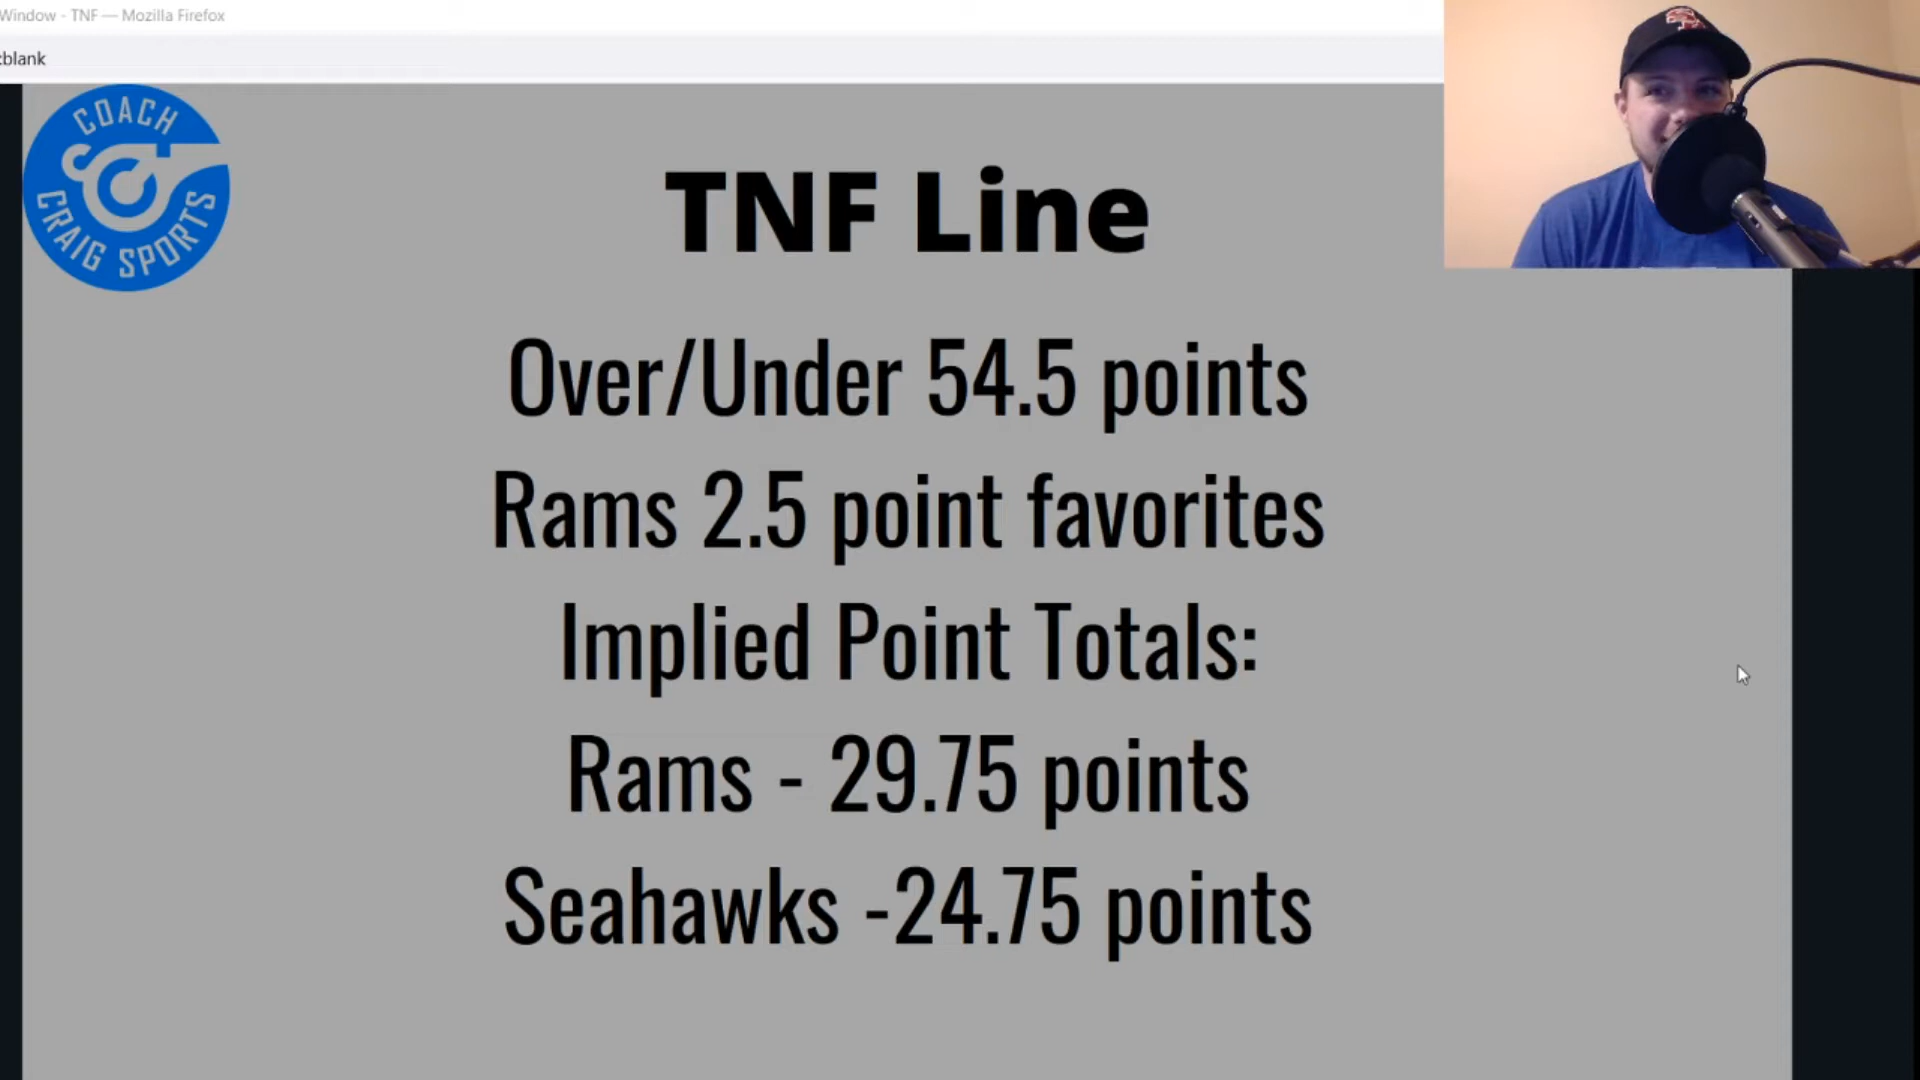 Window - TNF — Mozilla Firefox
:blank
COACH
CRAIG SPORTS
TNF Line
Over/Under 54.5 points
Rams 2.5 point favorites
Implied Point Totals:
Rams - 29.75 points
Seahawks -24.75 points